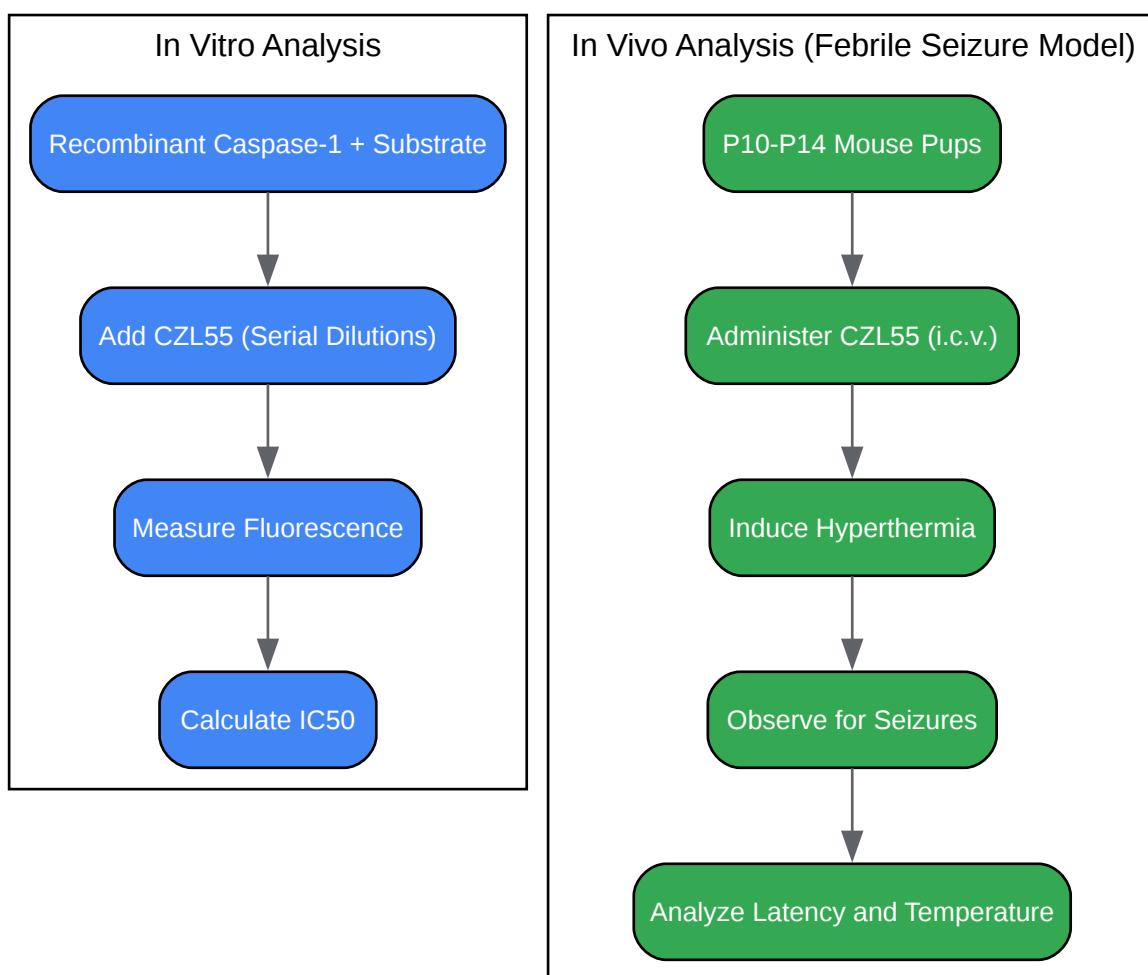 In Vitro Analysis
Recombinant Caspase-1 + Substrate
Add CZL55 (Serial Dilutions)
Measure Fluorescence
Calculate IC50
In Vivo Analysis (Febrile Seizure Model)
P10-P14 Mouse Pups
Administer CZL55 (i.c.v.)
Induce Hyperthermia
Observe for Seizures
Analyze Latency and Temperature